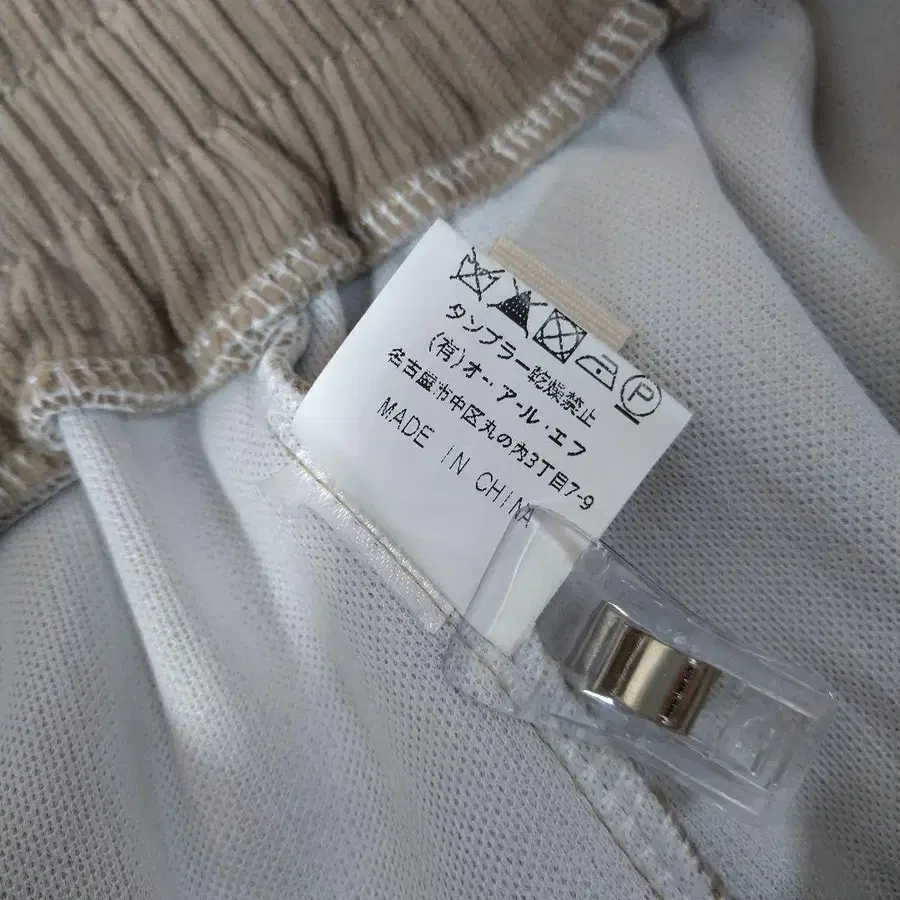 P
タンブラー乾燥禁止
(有)オー・アール・エフ
名古屋市中区丸の内3丁目7-9
MADE IN CHINA